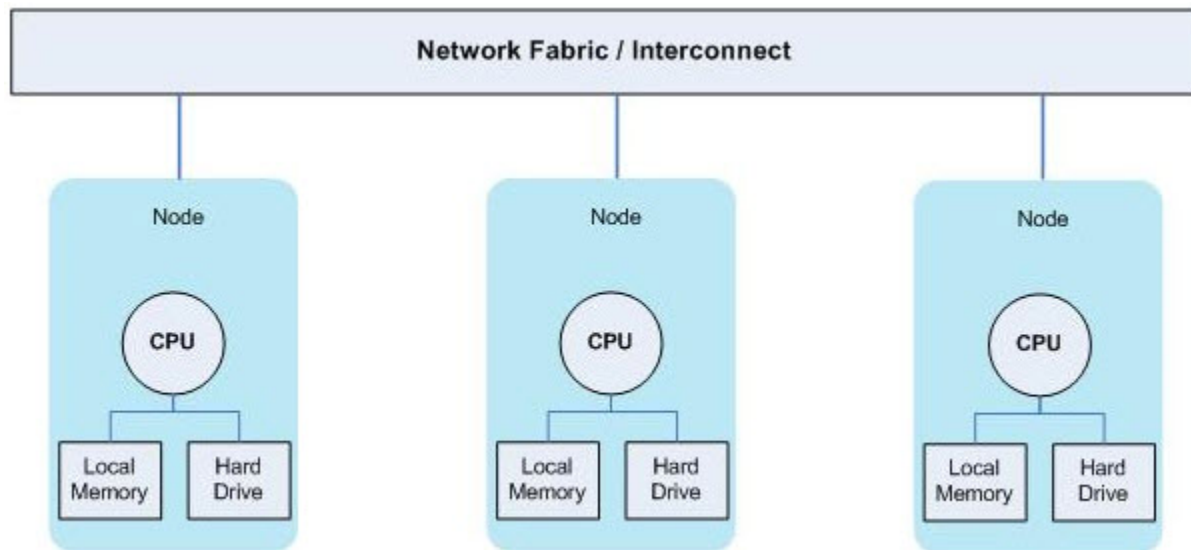 Network Fabric / Interconnect
Node
Node
Node
CPU
CPU
CPU
Local
Memory
Hard
Drive
Local
Memory
Hard
Drive
Local
Memory
Hard
Drive